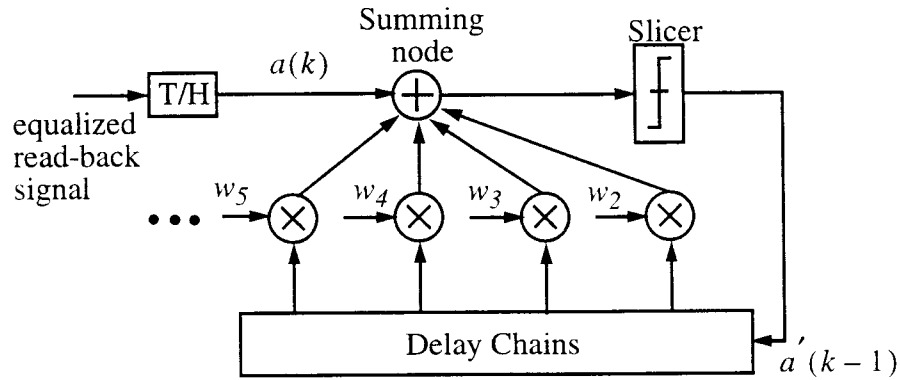 Summing
node
Slicer
a(k)
T/H
+
equalized
read-back
signal
w5
w4
w3
w2
• • •
× × × ×
Delay Chains
a′(k − 1)